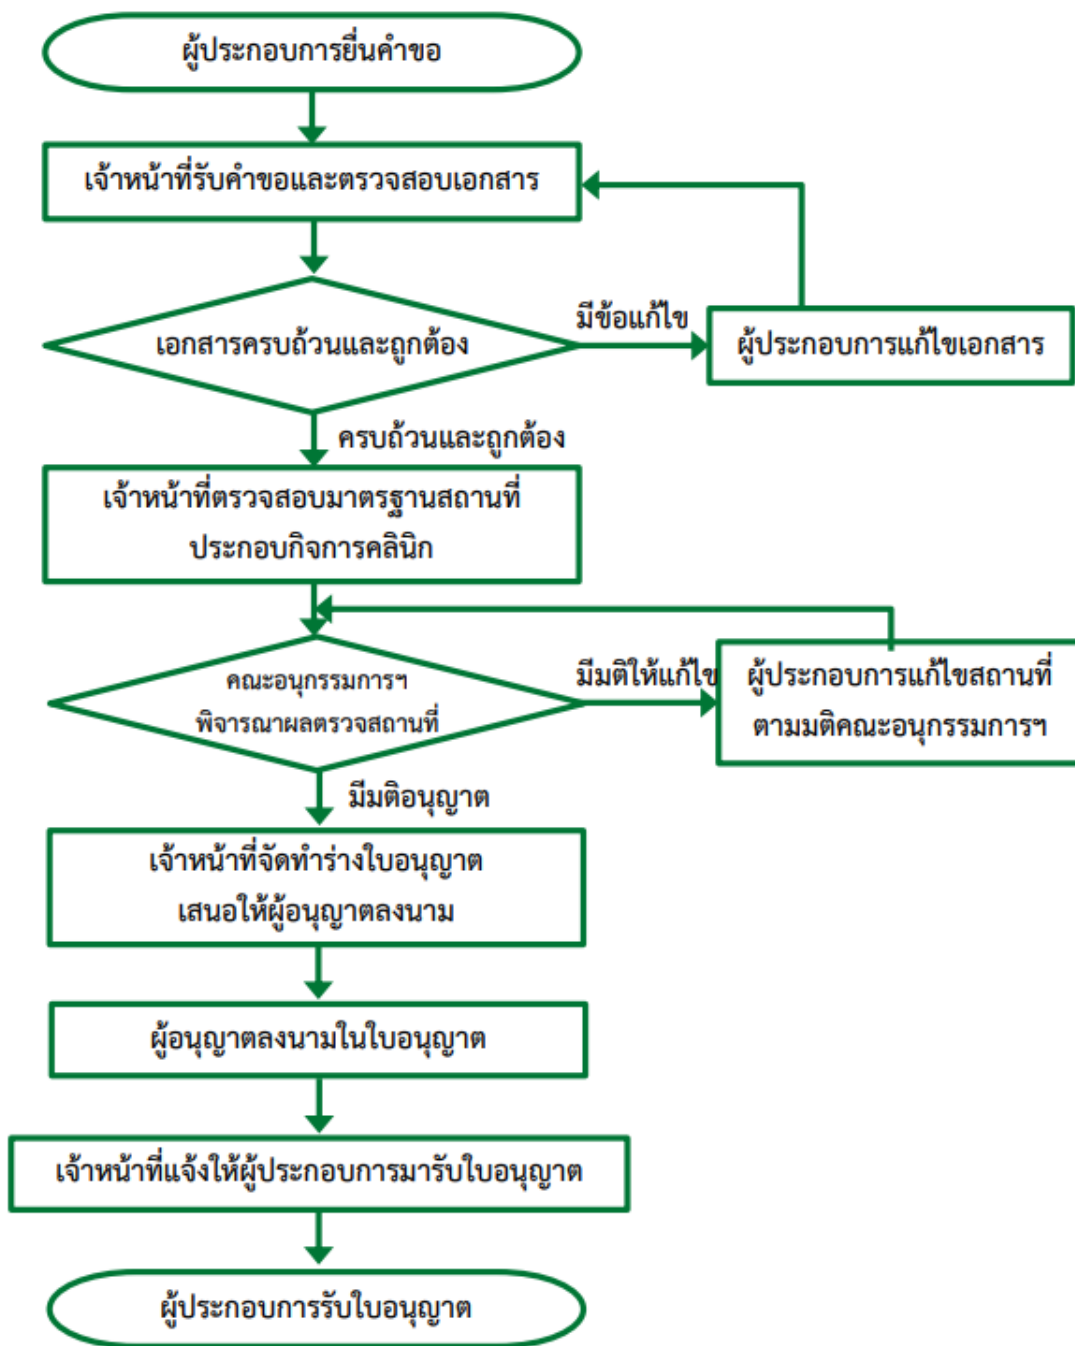 ผู้ประกอบการยื่นคำขอ
เจ้าหน้าที่รับคำขอและตรวจสอบเอกสาร
เอกสารครบถ้วนและถูกต้อง
มีข้อแก้ไข
ผู้ประกอบการแก้ไขเอกสาร
ครบถ้วนและถูกต้อง
เจ้าหน้าที่ตรวจสอบมาตรฐานสถานที่
ประกอบกิจการคลินิก
คณะอนุกรรมการฯ
พิจารณาผลตรวจสถานที่
มีมติให้แก้ไข
ผู้ประกอบการแก้ไขสถานที่
ตามมติคณะอนุกรรมการฯ
มีมติอนุญาต
เจ้าหน้าที่จัดทำร่างใบอนุญาต
เสนอให้ผู้อนุญาตลงนาม
ผู้อนุญาตลงนามในใบอนุญาต
เจ้าหน้าที่แจ้งให้ผู้ประกอบการมารับใบอนุญาต
ผู้ประกอบการรับใบอนุญาต